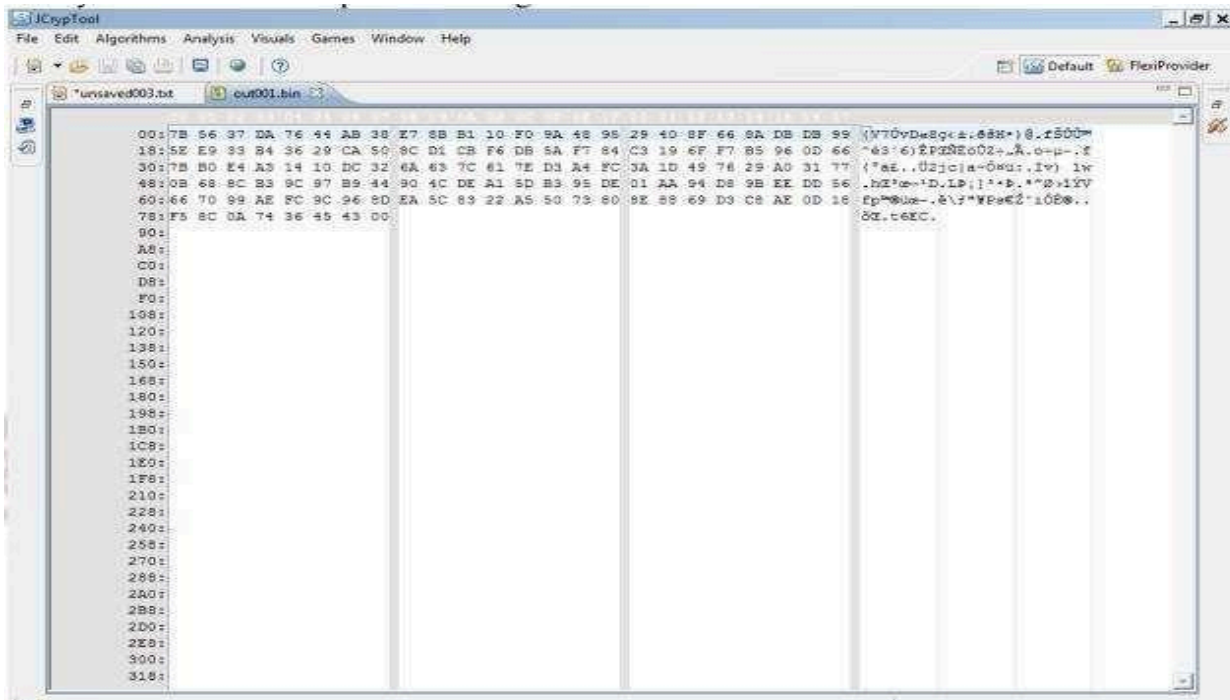 JCrypTool
File Edit Algorithms Analysis Visuals Games Window Help
Default FlexiProvider
*unsaved003.txt out001.bin
00: 7B 56 37 DA 76 44 AB 38 E7 8B B1 10 F0 9A 48 95 29 40 8F 66 8A DB DB 99
18: 5E E9 33 B4 36 29 CA 50 8C D1 CB F6 DB 5A F7 84 C3 19 6F F7 B5 96 0D 66
30: 7B B0 E4 A3 14 10 DC 32 6A 63 7C 61 7E D3 A4 FC 3A 1D 49 76 29 A0 31 77
48: 0B 68 8C B3 9C 97 B9 44 90 4C DE A1 5D B3 95 DE 01 AA 94 D8 9B EE DD 56
60: 66 70 99 AE FC 9C 96 8D EA 5C 83 22 A5 50 73 80 8E 88 69 D3 C8 AE 0D 16
78: F5 8C 0A 74 36 45 43 00
90:
A8:
C0:
D8:
F0:
108:
120:
138:
150:
168:
180:
198:
1B0:
1C8:
1E0:
1F8:
210:
228:
240:
258:
270:
288:
2A0:
2B8:
2D0:
2E8:
300:
318: